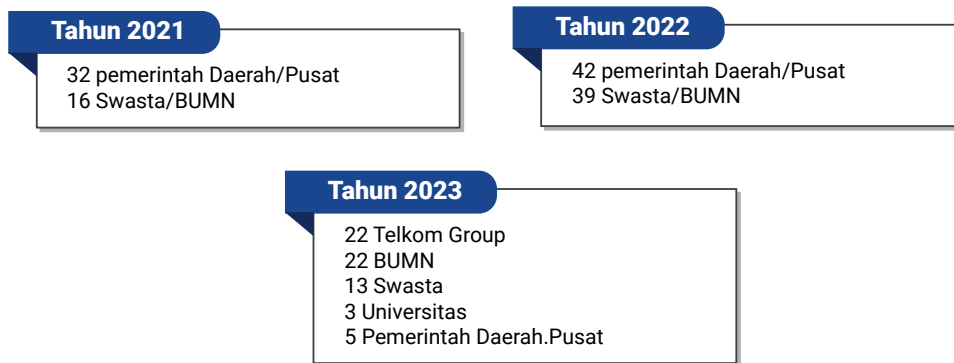 Tahun 2021
32 pemerintah Daerah/Pusat
16 Swasta/BUMN
Tahun 2022
42 pemerintah Daerah/Pusat
39 Swasta/BUMN
Tahun 2023
22 Telkom Group
22 BUMN
13 Swasta
3 Universitas
5 Pemerintah Daerah.Pusat